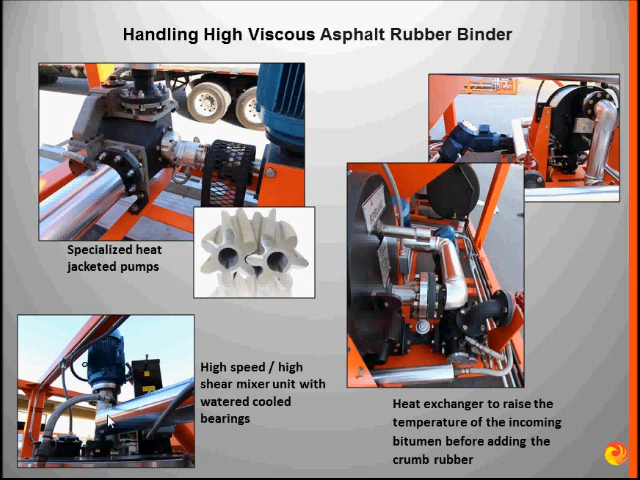 Handling High Viscous Asphalt Rubber Binder
Specialized heat
jacketed pumps
High speed / high
shear mixer unit with
watered cooled
bearings
Heat exchanger to raise the
temperature of the incoming
bitumen before adding the
crumb rubber